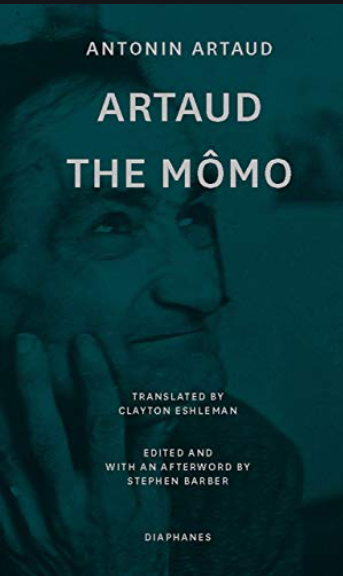 ANTONIN ARTAUD
ARTAUD
THE MÔMO
TRANSLATED BY
CLAYTON ESHLEMAN
EDITED AND
WITH AN AFTERWORD BY
STEPHEN BARBER
DIAPHANES